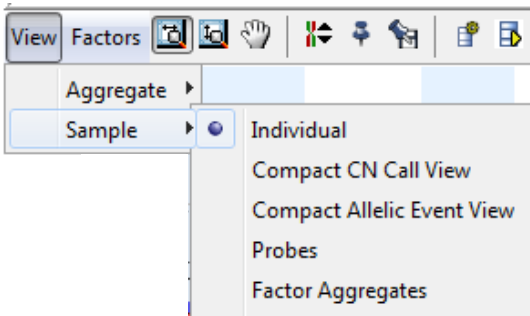 View Factors
Aggregate
Sample
Individual
Compact CN Call View
Compact Allelic Event View
Probes
Factor Aggregates